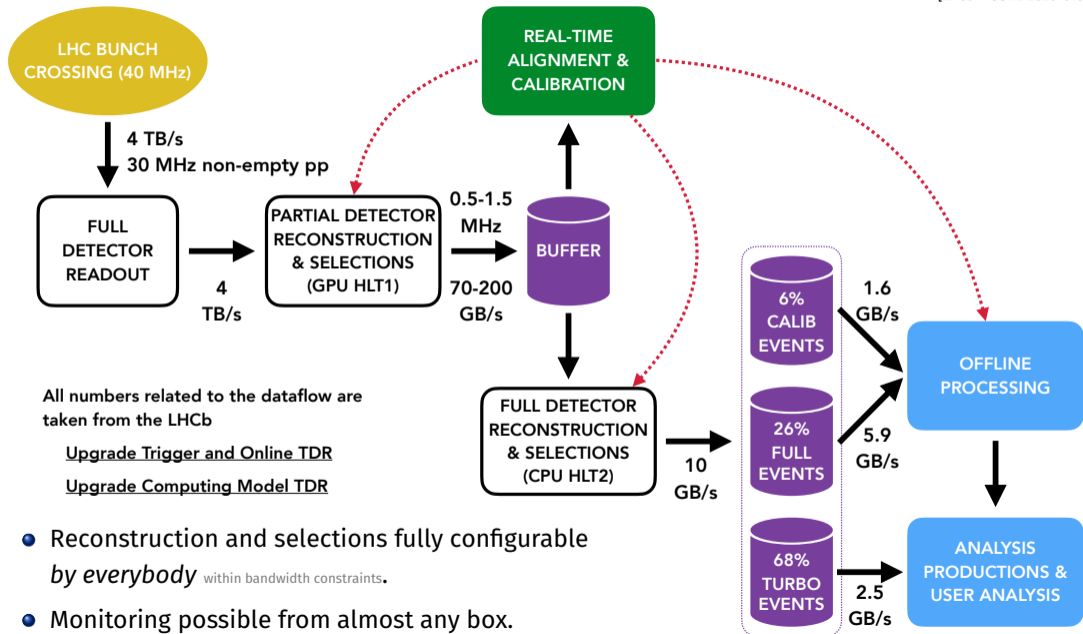 LHC BUNCH
CROSSING (40 MHz)
REAL-TIME
ALIGNMENT &
CALIBRATION
4 TB/s
30 MHz non-empty pp
FULL
DETECTOR
READOUT
4
TB/s
PARTIAL DETECTOR
RECONSTRUCTION
& SELECTIONS
(GPU HLT1)
0.5-1.5
MHz
70-200
GB/s
BUFFER
FULL DETECTOR
RECONSTRUCTION
& SELECTIONS
(CPU HLT2)
10
GB/s
6%
CALIB
EVENTS
26%
FULL
EVENTS
68%
TURBO
EVENTS
1.6
GB/s
5.9
GB/s
2.5
GB/s
OFFLINE
PROCESSING
ANALYSIS
PRODUCTIONS &
USER ANALYSIS
All numbers related to the dataflow are
taken from the LHCb
Upgrade Trigger and Online TDR
Upgrade Computing Model TDR
Reconstruction and selections fully configurable
by everybody within bandwidth constraints.
Monitoring possible from almost any box.